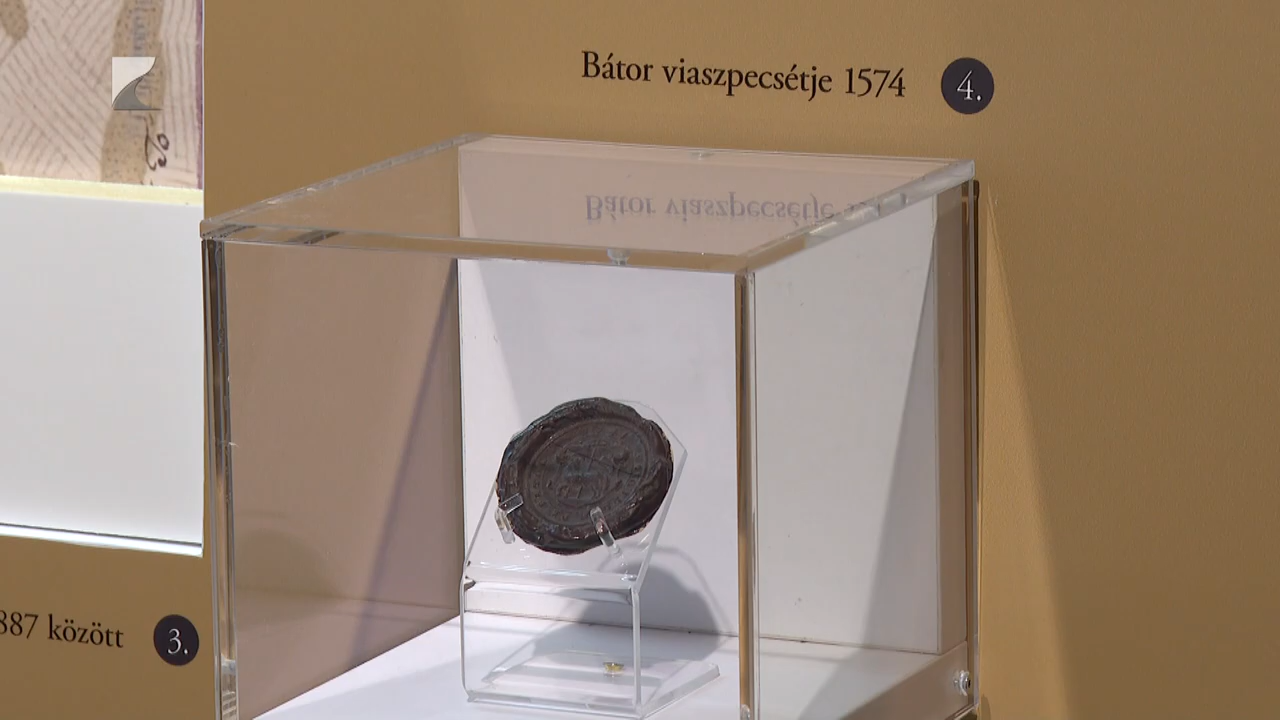 Bátor viaszpecsétje 1574
4.
Bátor viaszpecsétje
887 között
3.